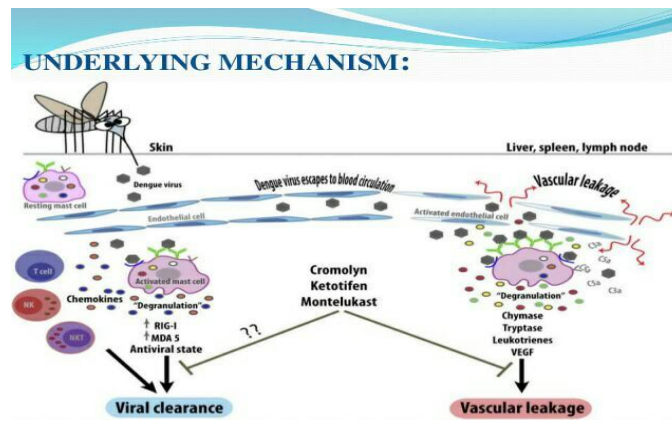 UNDERLYING MECHANISM:
Skin
Liver, spleen, lymph node
Dengue virus
Resting mast cell
Dengue virus escapes to blood circulation
Vascular leakage
Endothelial cell
Activated endothelial cell
C5a
C5a
C5a
C5a
T cell
NK
NKT
Chemokines
Activated mast cell
"Degranulation"
RIG-I
MDA 5
Antiviral state
??
Cromolyn
Ketotifen
Montelukast
"Degranulation"
Chymase
Tryptase
Leukotrienes
VEGF
Viral clearance
Vascular leakage